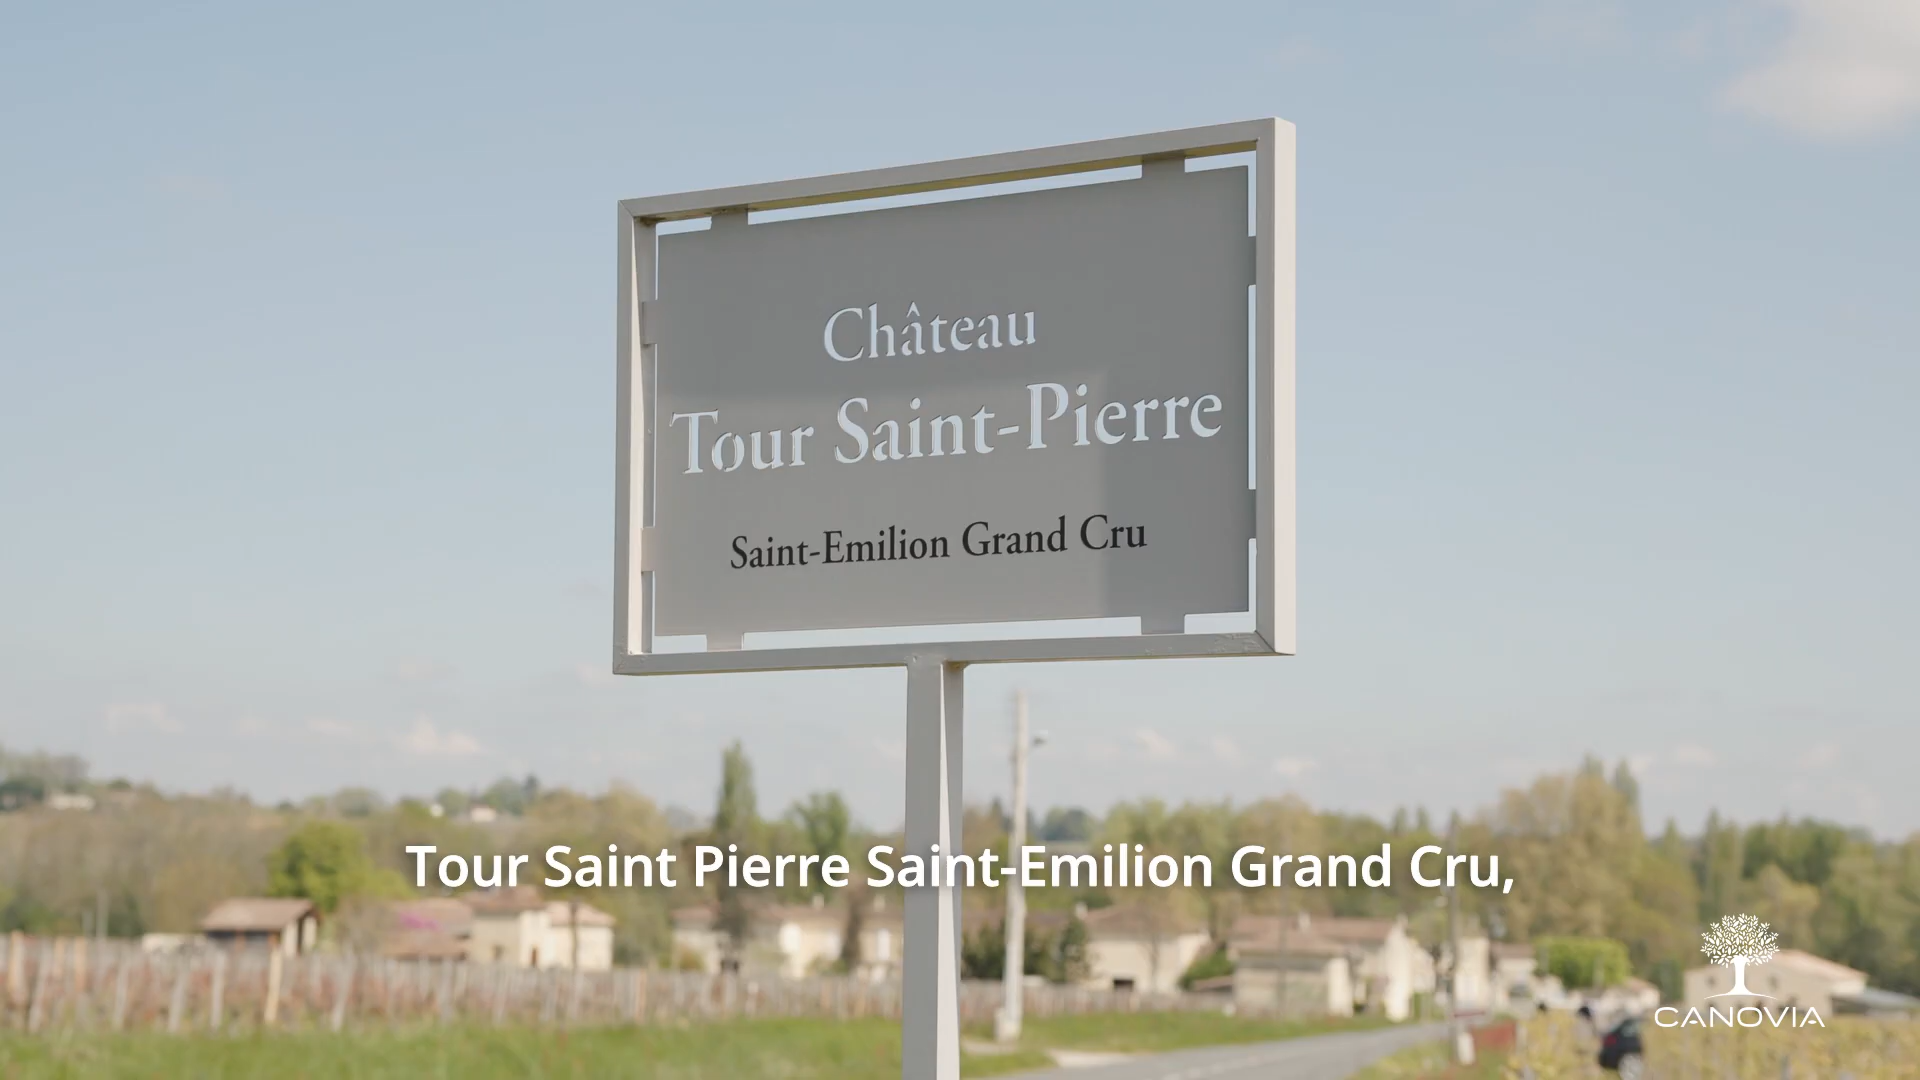 Château
Tour Saint-Pierre
Saint-Emilion Grand Cru
Tour Saint Pierre Saint-Emilion Grand Cru,
CANOVIA